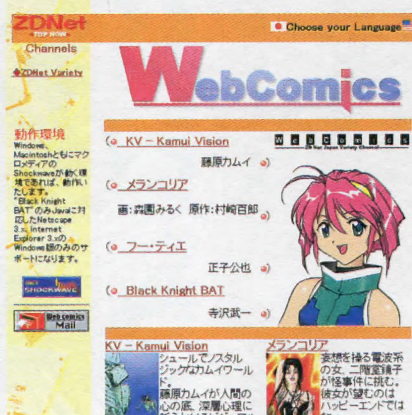 ZDNet
TOP NOW
Choose your Language
Channels
◆ZDNet Variety
WebComics
動作環境
Windows、
Macintoshともにマク
ロメディアの
Shockwaveが動く環
境であれば、動作い
たします。
"Black Knight
BAT"のみJavaに対
応したNetscape
3.x、Internet
Explorer 3.xの
Windows版のみのサ
ポートになります。
SHOCKWAVE
Web comics
Mail
KV - Kamui Vision
藤原カムイ
メランコリア
画:森園みるく 原作:村崎百郎
フー・ティエ
正子公也
Black Knight BAT
寺沢武一
WebComics
ZD Net Japan Variety Channel
KV - Kamui Vision
シュールでノスタル
ジックなカムイワール
ド。
藤原カムイが人間の
心の底、深層心理に
メランコリア
妄想を操る電波系
の女、二階堂鏡子
が怪事件に挑む。
彼女が望むのは
ハッピーエンドでは